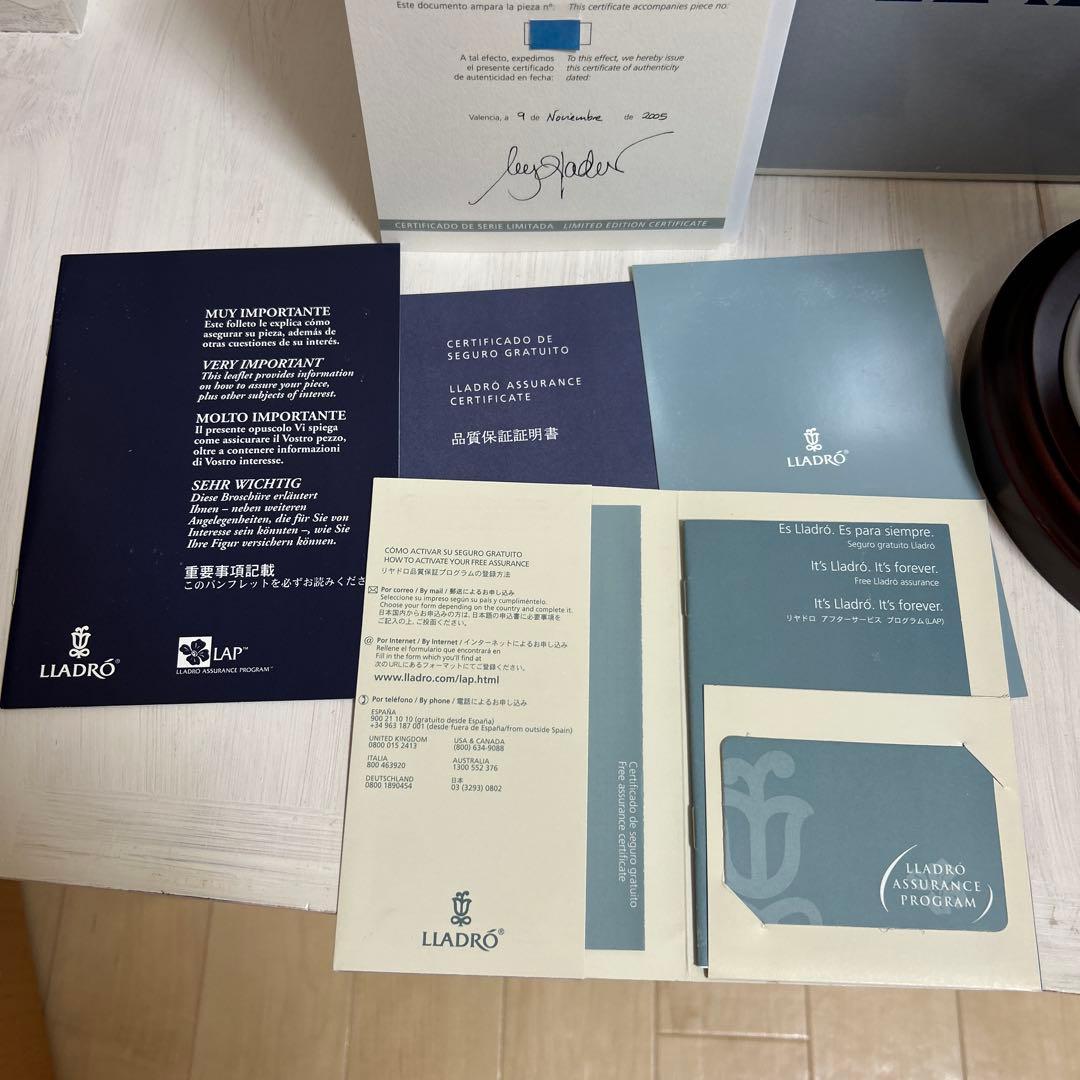 Este documento ampara la pieza nº: This certificate accompanies piece no:
A tal efecto, expedimos
el presente certificado
de autenticidad en fecha:
To this effect, we hereby issue
this certificate of authenticity
dated:
Valencia, a 9 de Noviembre de 2005
CERTIFICADO DE SERIE LIMITADA LIMITED EDITION CERTIFICATE
MUY IMPORTANTE
Este folleto le explica cómo
asegurar su pieza, además de
otras cuestiones de su interés.
VERY IMPORTANT
This leaflet provides information
on how to assure your piece,
plus other subjects of interest.
MOLTO IMPORTANTE
Il presente opuscolo Vi spiega
come assicurare il Vostro pezzo,
oltre a contenere informazioni
di Vostro interesse.
SEHR WICHTIG
Diese Broschüre erläutert
Ihnen – neben weiteren
Angelegenheiten, die für Sie von
Interesse sein könnten –, wie Sie
Ihre Figur versichern können.
重要事項記載
このパンフレットを必ずお読みくださ
LLADRÓ®
LAP™
LLADRÓ ASSURANCE PROGRAM™
CERTIFICADO DE
SEGURO GRATUITO
LLADRÓ ASSURANCE
CERTIFICATE
品質保証証明書
LLADRÓ®
CÓMO ACTIVAR SU SEGURO GRATUITO
HOW TO ACTIVATE YOUR FREE ASSURANCE
リヤドロ品質保証プログラムの登録方法
Por correo / By mail / 郵送によるお申し込み
Seleccione su impreso según su país y cumpliméntelo.
Choose your form depending on the country and complete it.
日本国内からお申込みの方は、日本語の申込書に必要事項を
ご記入の上、ご投函ください。
@ Por Internet / By Internet / インターネットによるお申し込み
Rellene el formulario que encontrará en
Fill in the form which you'll find at
次のURLにあるフォーマットにてご登録ください。
www.lladro.com/lap.html
Por teléfono / By phone / 電話によるお申し込み
ESPAÑA
900 21 10 10 (gratuito desde España)
+34 963 187 001 (desde fuera de España/from outside Spain)
UNITED KINGDOM
0800 015 2413
USA & CANADA
(800) 634-9088
ITALIA
800 463920
AUSTRALIA
1300 552 376
DEUTSCHLAND
0800 1890454
日本
03 (3293) 0802
LLADRÓ®
Certificado de seguro gratuito
Free assurance certificate
Es Lladró. Es para siempre.
Seguro gratuito Lladró
It's Lladró. It's forever.
Free Lladró assurance
It's Lladró. It's forever.
リヤドロ アフターサービス プログラム(LAP)
LLADRÓ
ASSURANCE
PROGRAM